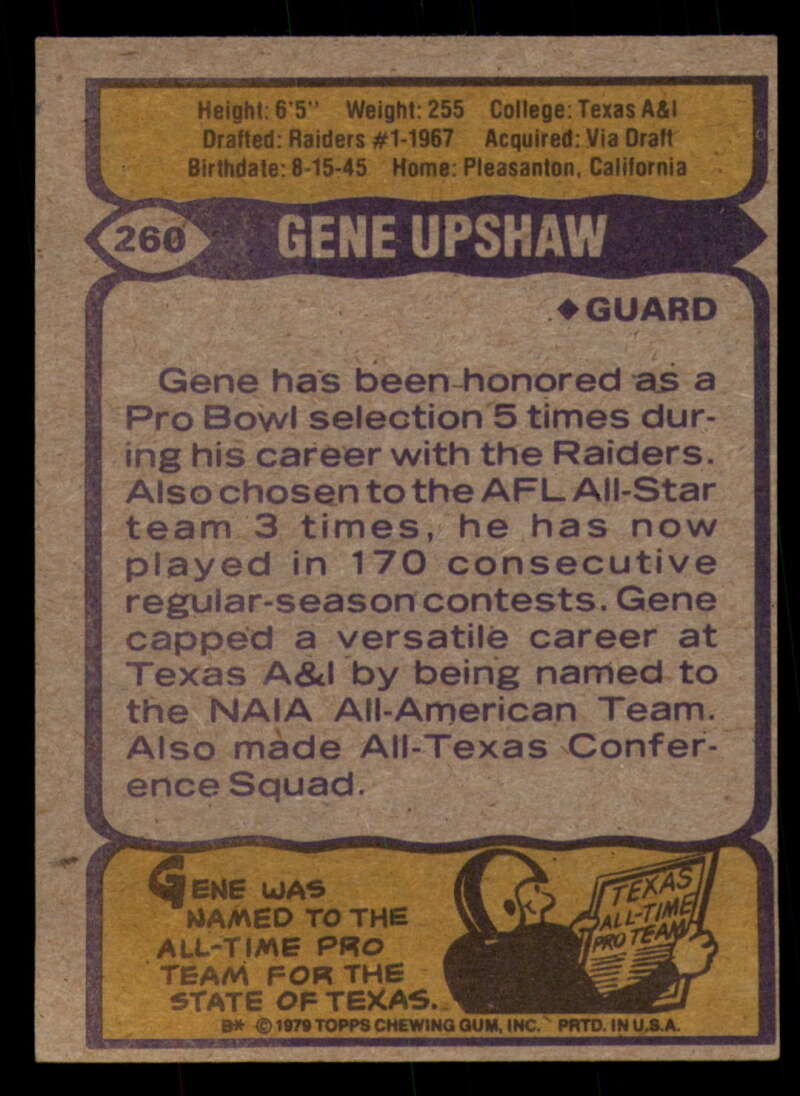 Height: 6'5" Weight: 255 College: Texas A&I
Drafted: Raiders #1-1967 Acquired: Via Draft
Birthdate: 8-15-45 Home: Pleasanton, California
260 GENE UPSHAW
◆GUARD
Gene has been honored as a
Pro Bowl selection 5 times dur-
ing his career with the Raiders.
Also chosen to the AFL All-Star
team 3 times, he has now
played in 170 consecutive
regular-season contests. Gene
capped a versatile career at
Texas A&I by being named to
the NAIA All-American Team.
Also made All-Texas Confer-
ence Squad.
GENE WAS
NAMED TO THE
ALL-TIME PRO
TEAM FOR THE
STATE OF TEXAS.
TEXAS
ALL-TIME
PRO TEAM
B* © 1979 TOPPS CHEWING GUM, INC. PRTD. IN U.S.A.